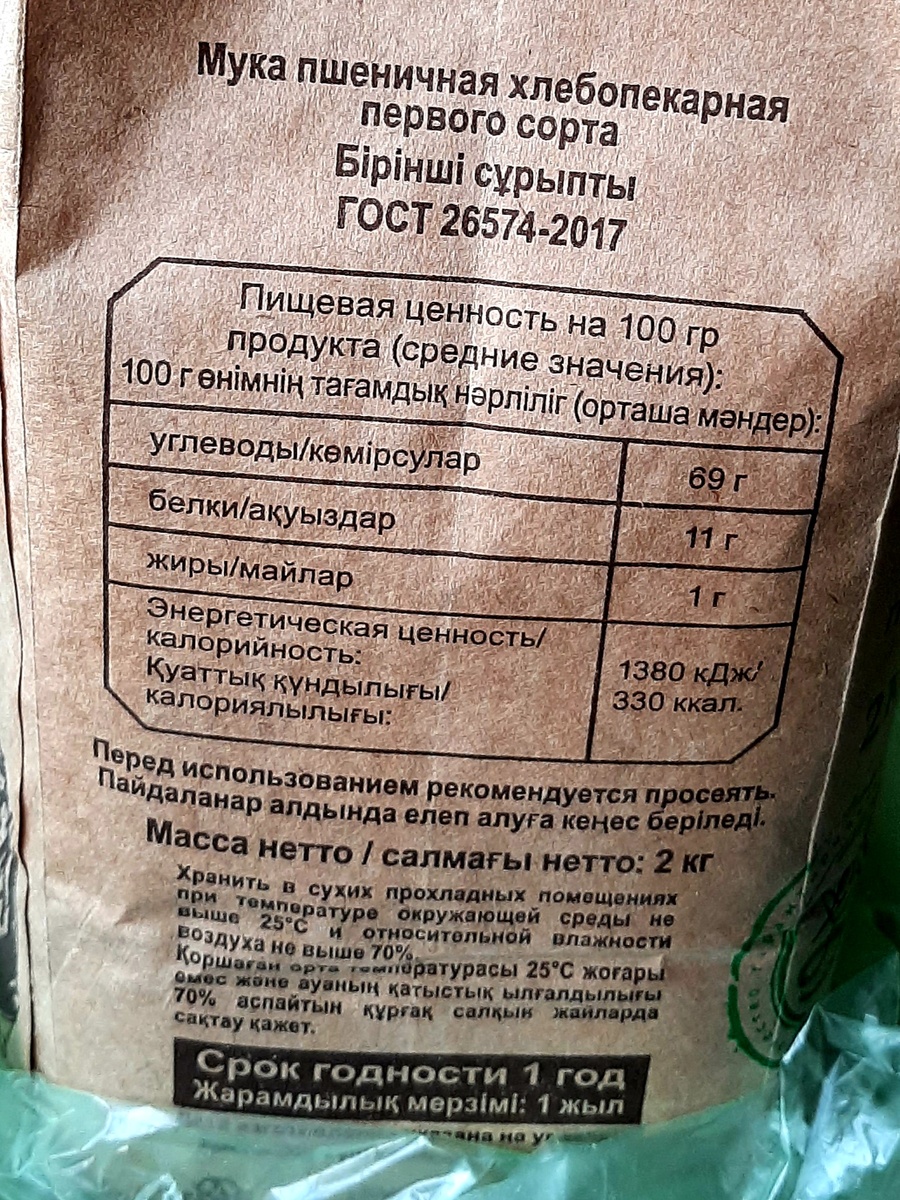 Мука пшеничная хлебопекарная
первого сорта
Бірінші сұрыпты
ГОСТ 26574-2017
Пищевая ценность на 100 гр
продукта (средние значения):
100 г өнімнің тағамдық нәрліліг (орташа мәндер):
углеводы/көмірсулар 69 г
белки/ақуыздар 11 г
жиры/майлар 1 г
Энергетическая ценность/
калорийность:
Қуаттық құндылығы/
калориялылығы:
1380 кДж/
330 ккал.
Перед использованием рекомендуется просеять.
Пайдаланар алдында елеп алуға кеңес беріледі.
Масса нетто / салмағы нетто: 2 кг
Хранить в сухих прохладных помещениях
при температуре окружающей среды не
выше 25°С и относительной влажности
воздуха не выше 70%.
Қоршаған орта температурасы 25°С жоғары
емес және ауаның қатыстық ылғалдылығы
70% аспайтын құрғақ салқын жайларда
сақтау қажет.
Срок годности 1 год
Жарамдылық мерзімі: 1 жыл
на